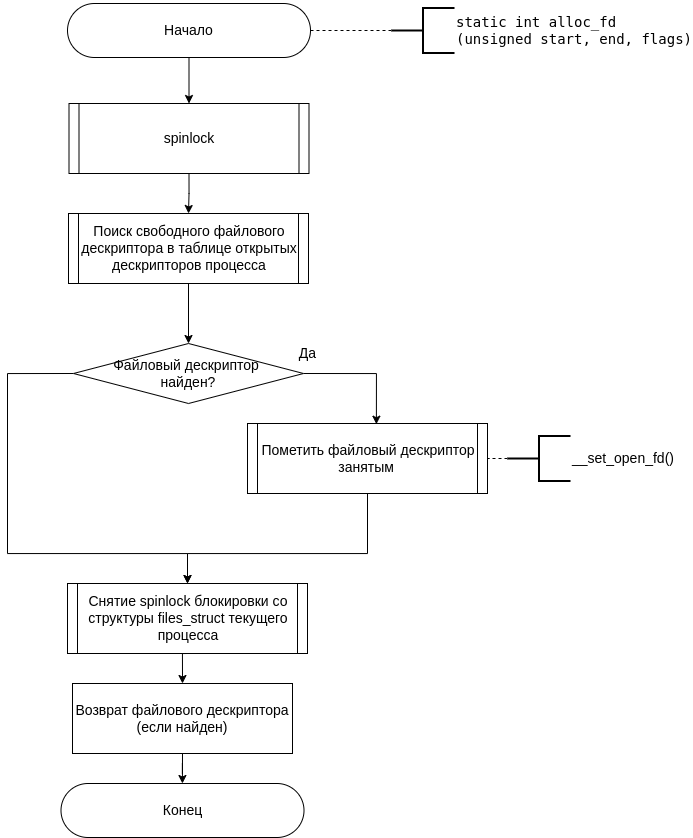 Начало
static int alloc_fd
(unsigned start, end, flags)
spinlock
Поиск свободного файлового
дескриптора в таблице открытых
дескрипторов процесса
Файловый дескриптор
найден?
Да
Пометить файловый дескриптор
занятым
__set_open_fd()
Снятие spinlock блокировки со
структуры files_struct текущего
процесса
Возврат файлового дескриптора
(если найден)
Конец